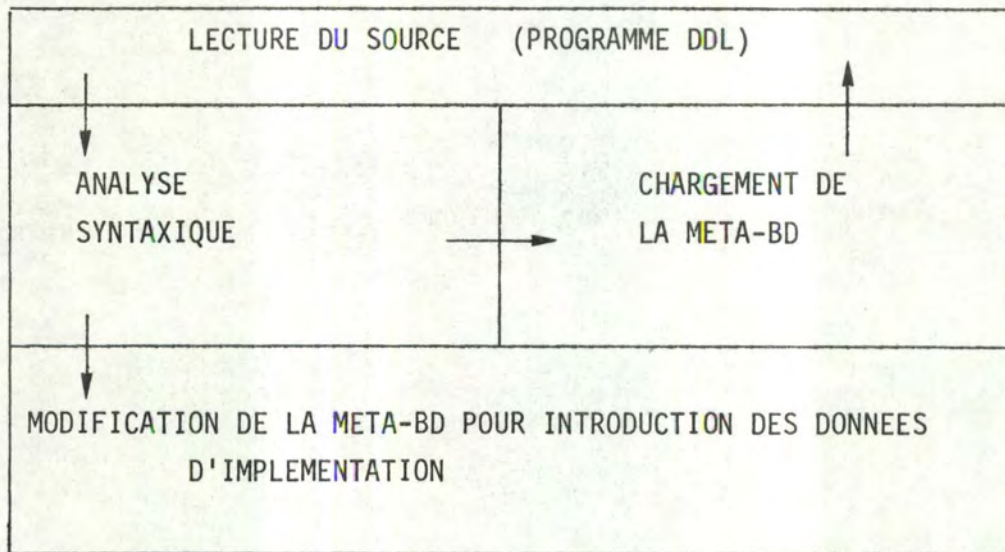 LECTURE DU SOURCE (PROGRAMME DDL)
ANALYSE
SYNTAXIQUE
CHARGEMENT DE
LA META-BD
MODIFICATION DE LA META-BD POUR INTRODUCTION DES DONNEES
D'IMPLEMENTATION